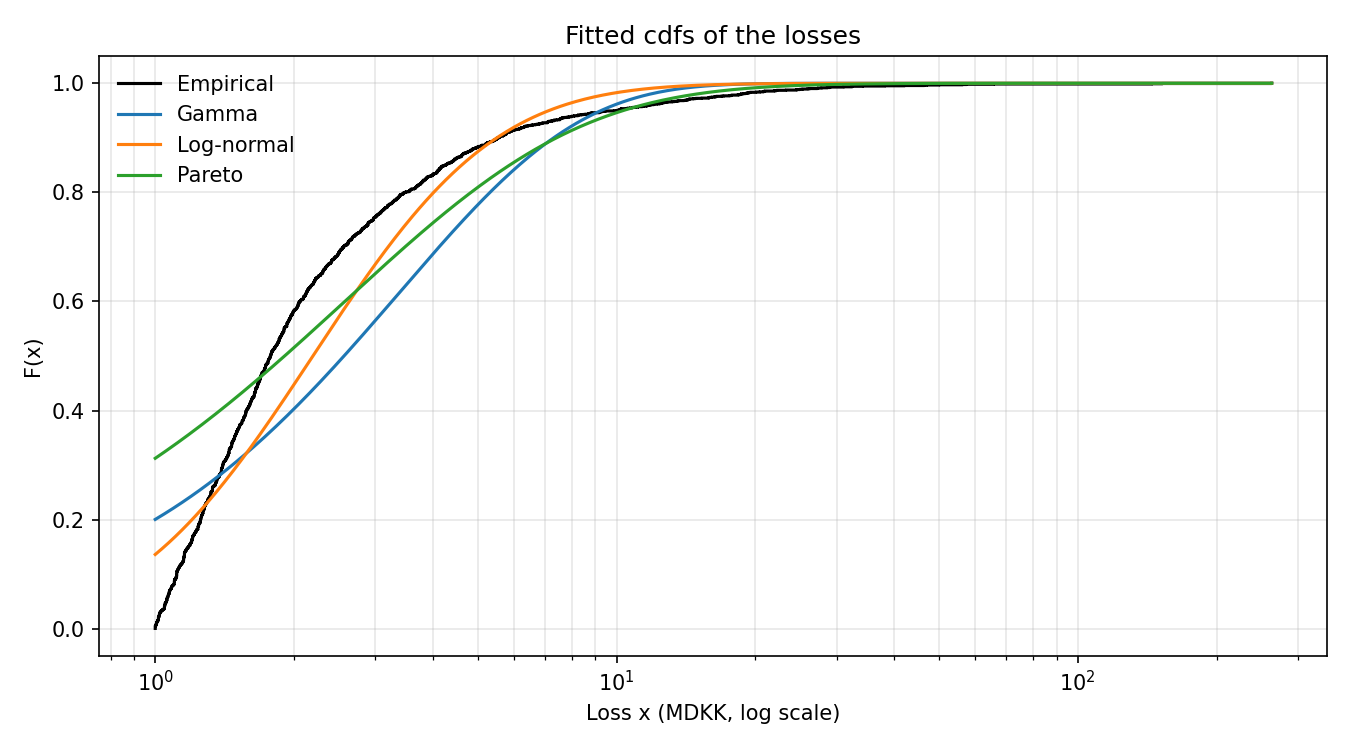 Fitted cdfs of the losses
Empirical
Gamma
Log-normal
Pareto
F(x)
1.0
0.8
0.6
0.4
0.2
0.0
10⁰
10¹
10²
Loss x (MDKK, log scale)